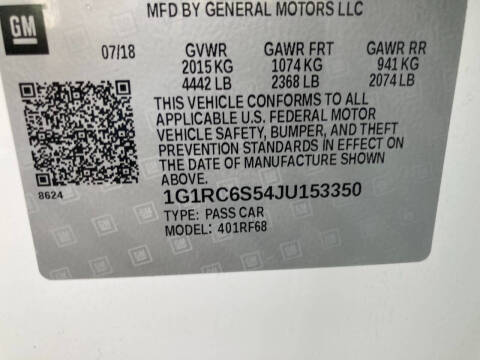 MFD BY GENERAL MOTORS LLC
GM
07/18 GVWR GAWR FRT GAWR RR
2015 KG 1074 KG 941 KG
4442 LB 2368 LB 2074 LB
THIS VEHICLE CONFORMS TO ALL
APPLICABLE U.S. FEDERAL MOTOR
VEHICLE SAFETY, BUMPER, AND THEFT
PREVENTION STANDARDS IN EFFECT ON
THE DATE OF MANUFACTURE SHOWN
ABOVE.
8624
1G1RC6S54JU153350
TYPE: PASS CAR
MODEL: 401RF68